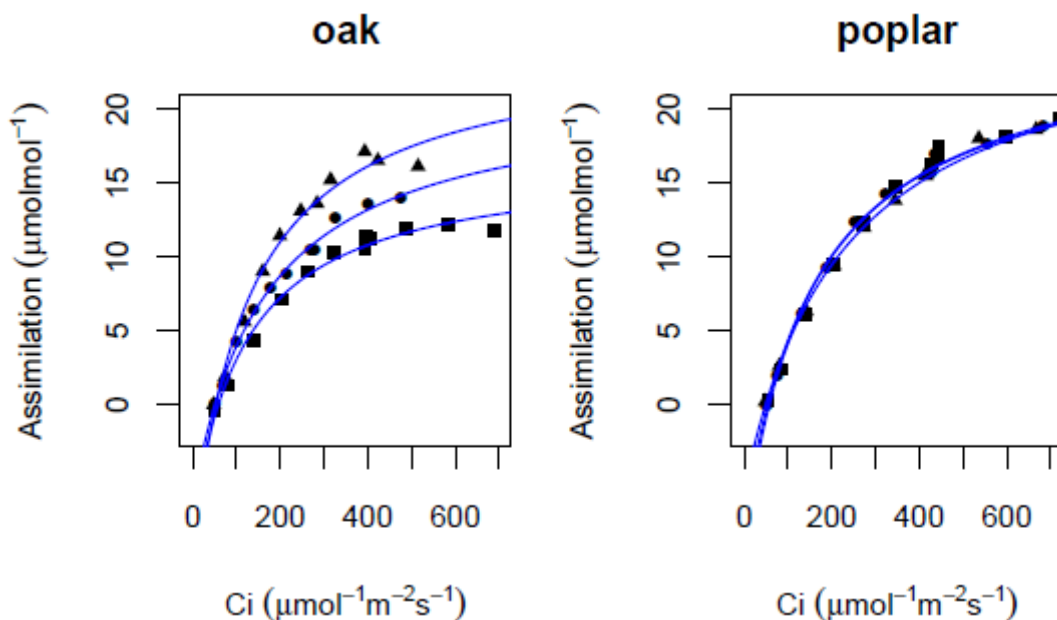 oak
Assimilation (μmolmol⁻¹)
20
15
10
5
0
0 200 400 600
Ci (μmol⁻¹m⁻²s⁻¹)
poplar
Assimilation (μmolmol⁻¹)
20
15
10
5
0
0 200 400 600
Ci (μmol⁻¹m⁻²s⁻¹)